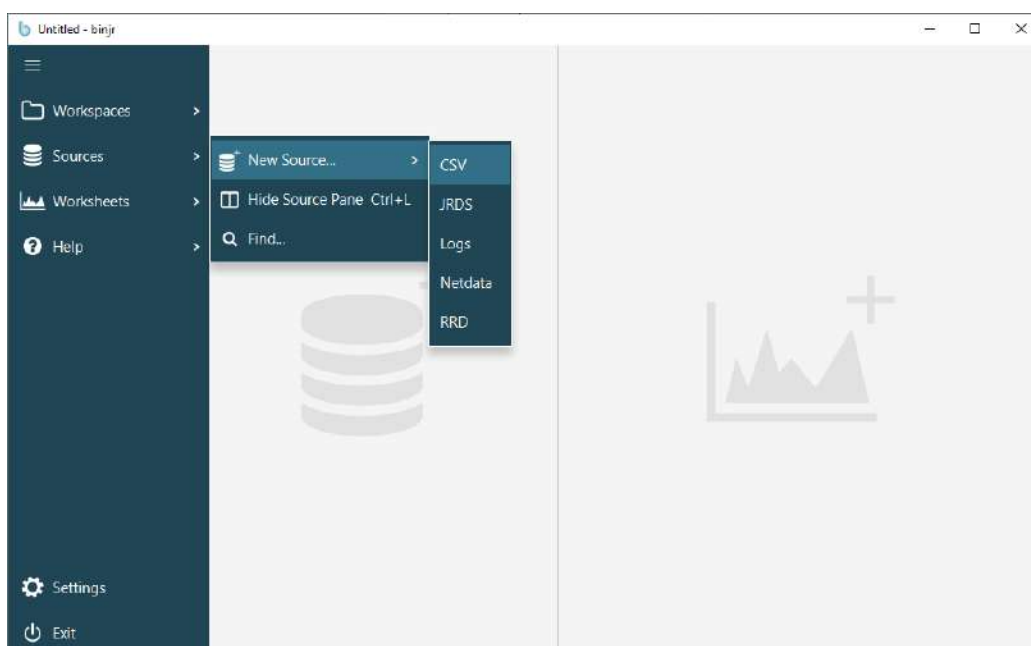 Untitled - binjr
Workspaces
Sources
Worksheets
Help
New Source...
Hide Source Pane Ctrl+L
Find...
CSV
JRDS
Logs
Netdata
RRD
Settings
Exit